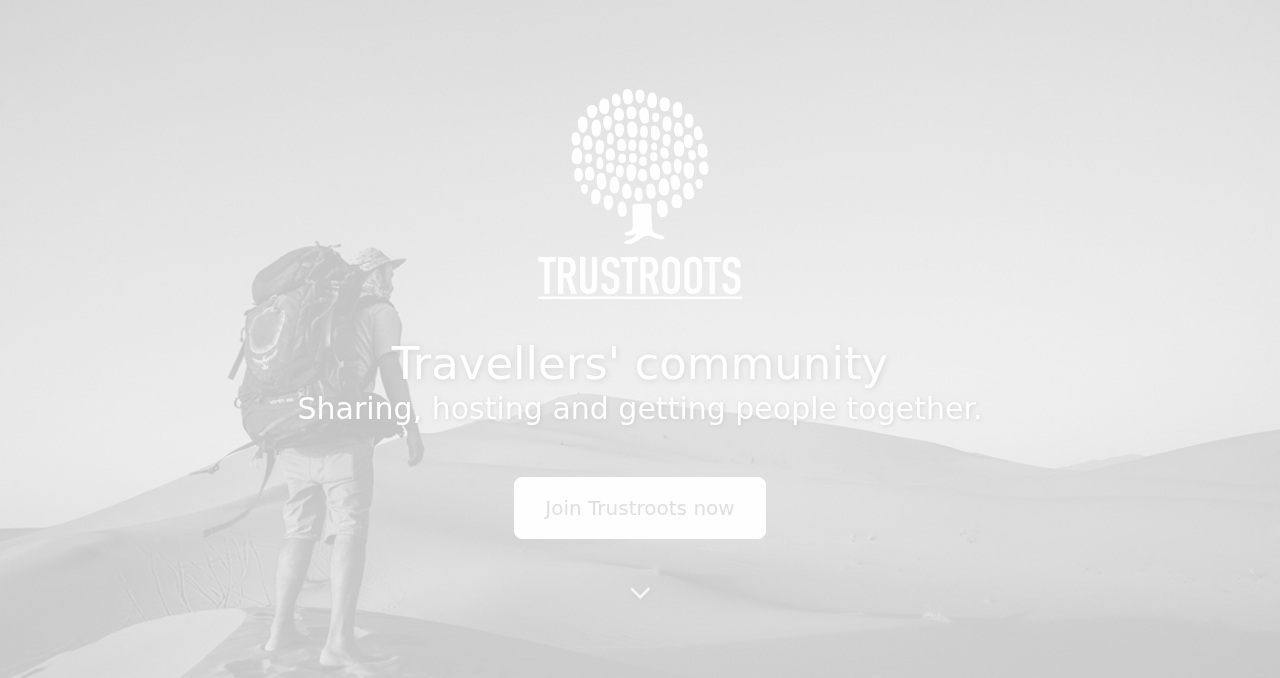 TRUSTROOTS
Travellers' community
Sharing, hosting and getting people together.
Join Trustroots now